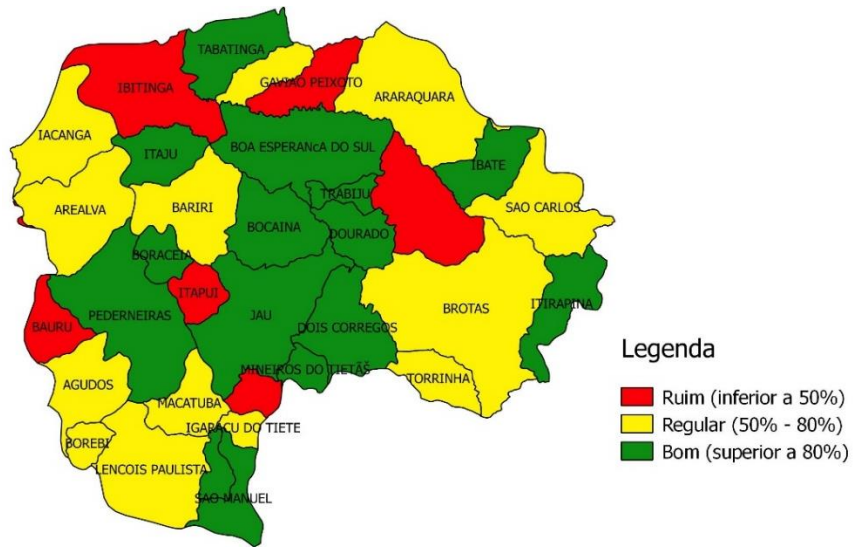 TABATINGA
IBITINGA
GAVIAO PEIXOTO
ARARAQUARA
IACANGA
ITAJU
BOA ESPERANcA DO SUL
IBATE
TRABIJU
AREALVA
BARIRI
SAO CARLOS
BOCAINA
DOURADO
BORACEIA
ITAPUI
PEDERNEIRAS
JAU
BROTAS
ITIRAPINA
BAURU
DOIS CORREGOS
MINEIROS DO TIETÃŠ
TORRINHA
AGUDOS
MACATUBA
IGARACU DO TIETE
BOREBI
LENCOIS PAULISTA
SAO MANUEL
Legenda
Ruim (inferior a 50%)
Regular (50% - 80%)
Bom (superior a 80%)